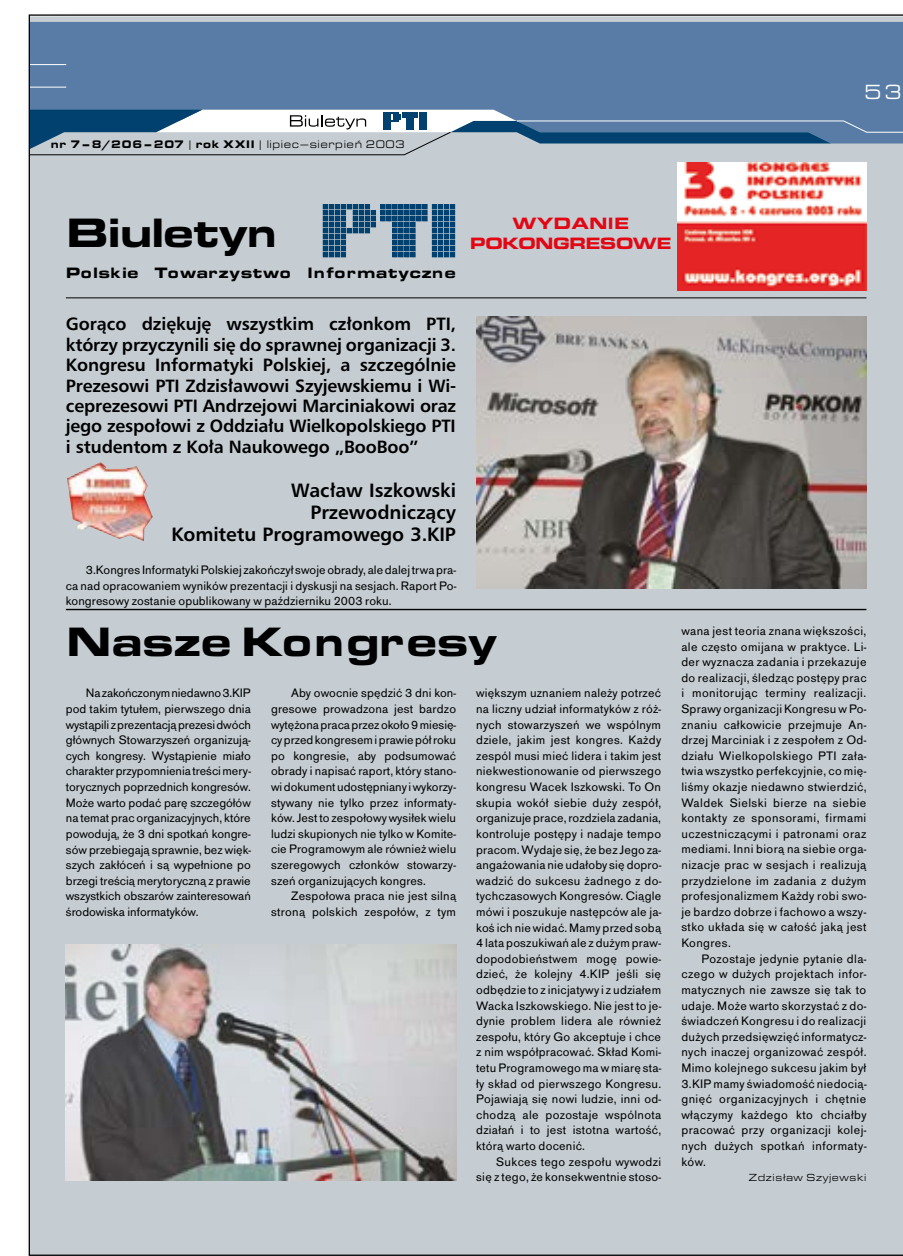 53
Biuletyn PTI
nr 7–8/206–207 | rok XXII | lipiec–sierpień 2003
Biuletyn PTI
Polskie Towarzystwo Informatyczne
WYDANIE
POKONGRESOWE
3. KONGRES
INFORMATYKI
POLSKIEJ
Poznań, 2 - 4 czerwca 2003 roku
www.kongres.org.pl
Gorąco dziękuję wszystkim członkom PTI,
którzy przyczynili się do sprawnej organizacji 3.
Kongresu Informatyki Polskiej, a szczególnie
Prezesowi PTI Zdzisławowi Szyjewskiemu i Wi-
ceprezesowi PTI Andrzejowi Marciniakowi oraz
jego zespołowi z Oddziału Wielkopolskiego PTI
i studentom z Koła Naukowego „BooBoo”
3 KONGRES
INFORMATYKI
POLSKIEJ
Wacław Iszkowski
Przewodniczący
Komitetu Programowego 3.KIP
3.Kongres Informatyki Polskiej zakończył swoje obrady, ale dalej trwa pra-
ca nad opracowaniem wyników prezentacji i dyskusji na sesjach. Raport Po-
kongresowy zostanie opublikowany w październiku 2003 roku.
BRE BRE BANK SA
McKinsey&Company
Microsoft
PROKOM
SOFTWARE SA
NBP
Nasze Kongresy
Na zakończonym niedawno 3.KIP
pod takim tytułem, pierwszego dnia
wystąpili z prezentacją prezesi dwóch
głównych Stowarzyszeń organizują-
cych kongresy. Wystąpienie miało
charakter przypomnienia treści mery-
torycznych poprzednich kongresów.
Może warto podać parę szczegółów
na temat prac organizacyjnych, które
powodują, że 3 dni spotkań kongre-
sów przebiegają sprawnie, bez więk-
szych zakłóceń i są wypełnione po
brzegi treścią merytoryczną z prawie
wszystkich obszarów zainteresowań
środowiska informatyków.
Aby owocnie spędzić 3 dni kon-
gresowe prowadzona jest bardzo
wytężona praca przez około 9 miesię-
cy przed kongresem i prawie pół roku
po kongresie, aby podsumować
obrady i napisać raport, który stano-
wi dokument udostępniany i wykorzy-
stywany nie tylko przez informaty-
ków. Jest to zespołowy wysiłek wielu
ludzi skupionych nie tylko w Komite-
cie Programowym ale również wielu
szeregowych członków stowarzy-
szeń organizujących kongres.
Zespołowa praca nie jest silną
stroną polskich zespołów, z tym
większym uznaniem należy potrzeć
na liczny udział informatyków z róż-
nych stowarzyszeń we wspólnym
dziele, jakim jest kongres. Każdy
zespól musi mieć lidera i takim jest
niekwestionowanie od pierwszego
kongresu Wacek Iszkowski. To On
skupia wokół siebie duży zespół,
organizuje prace, rozdziela zadania,
kontroluje postępy i nadaje tempo
pracom. Wydaje się, że bez Jego za-
angażowania nie udałoby się dopro-
wadzić do sukcesu żadnego z do-
tychczasowych Kongresów. Ciągle
mówi i poszukuje następców ale ja-
koś ich nie widać. Mamy przed sobą
4 lata poszukiwań ale z dużym praw-
dopodobieństwem mogę powie-
dzieć, że kolejny 4.KIP jeśli się
odbędzie to z inicjatywy i z udziałem
Wacka Iszkowskiego. Nie jest to je-
dynie problem lidera ale również
zespołu, który Go akceptuje i chce
z nim współpracować. Skład Komi-
tetu Programowego ma w miarę sta-
ły skład od pierwszego Kongresu.
Pojawiają się nowi ludzie, inni od-
chodzą ale pozostaje wspólnota
działań i to jest istotna wartość,
którą warto docenić.
Sukces tego zespołu wywodzi
się z tego, że konsekwentnie stoso-
wana jest teoria znana większości,
ale często omijana w praktyce. Li-
der wyznacza zadania i przekazuje
do realizacji, śledząc postępy prac
i monitorując terminy realizacji.
Sprawy organizacji Kongresu w Po-
znaniu całkowicie przejmuje An-
drzej Marciniak i z zespołem z Od-
działu Wielkopolskiego PTI zała-
twia wszystko perfekcyjnie, co mie-
liśmy okazje niedawno stwierdzić,
Waldek Sielski bierze na siebie
kontakty ze sponsorami, firmami
uczestniczącymi i patronami oraz
mediami. Inni biorą na siebie orga-
nizacje prac w sesjach i realizują
przydzielone im zadania z dużym
profesjonalizmem Każdy robi swo-
je bardzo dobrze i fachowo a wszy-
stko układa się w całość jaką jest
Kongres.
Pozostaje jedynie pytanie dla-
czego w dużych projektach infor-
matycznych nie zawsze się tak to
udaje. Może warto skorzystać z do-
świadczeń Kongresu i do realizacji
dużych przedsięwzięć informatycz-
nych inaczej organizować zespół.
Mimo kolejnego sukcesu jakim był
3.KIP mamy świadomość niedocią-
gnięć organizacyjnych i chętnie
włączymy każdego kto chciałby
pracować przy organizacji kolej-
nych dużych spotkań informaty-
ków.
Zdzisław Szyjewski